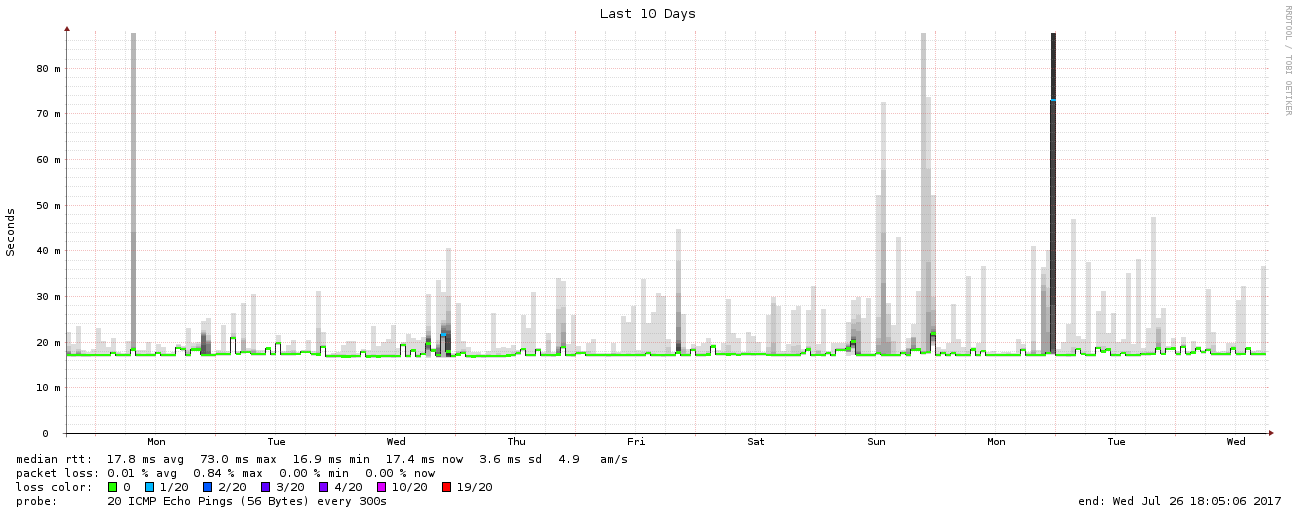 Last 10 Days
RRDTOOL / TOBI OETIKER
Seconds
80 m
70 m
60 m
50 m
40 m
30 m
20 m
10 m
0
Mon Tue Wed Thu Fri Sat Sun Mon Tue Wed
median rtt: 17.8 ms avg 73.0 ms max 16.9 ms min 17.4 ms now 3.6 ms sd 4.9 am/s
packet loss: 0.01 % avg 0.84 % max 0.00 % min 0.00 % now
loss color: 0 1/20 2/20 3/20 4/20 10/20 19/20
probe: 20 ICMP Echo Pings (56 Bytes) every 300s end: Wed Jul 26 18:05:06 2017